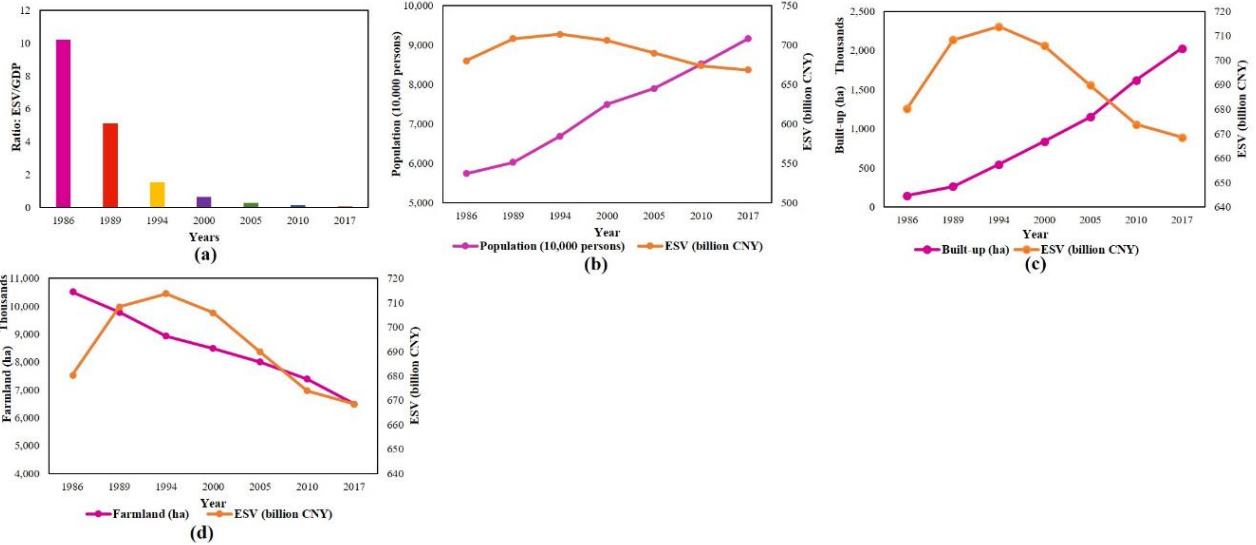 12
10
8
6
4
2
0
Ratio: ESV/GDP
1986 1989 1994 2000 2005 2010 2017
Years
(a)
10,000
9,000
8,000
7,000
6,000
5,000
Population (10,000 persons)
750
700
650
600
550
500
ESV (billion CNY)
1986 1989 1994 2000 2005 2010 2017
Year
Population (10,000 persons) ESV (billion CNY)
(b)
2,500
2,000
1,500
1,000
500
0
Built-up (ha) Thousands
720
710
700
690
680
670
660
650
640
ESV (billion CNY)
1986 1989 1994 2000 2005 2010 2017
Year
Built-up (ha) ESV (billion CNY)
(c)
11,000
10,000
9,000
8,000
7,000
6,000
5,000
4,000
Farmland (ha) Thousands
720
710
700
690
680
670
660
650
640
ESV (billion CNY)
1986 1989 1994 2000 2005 2010 2017
Year
Farmland (ha) ESV (billion CNY)
(d)